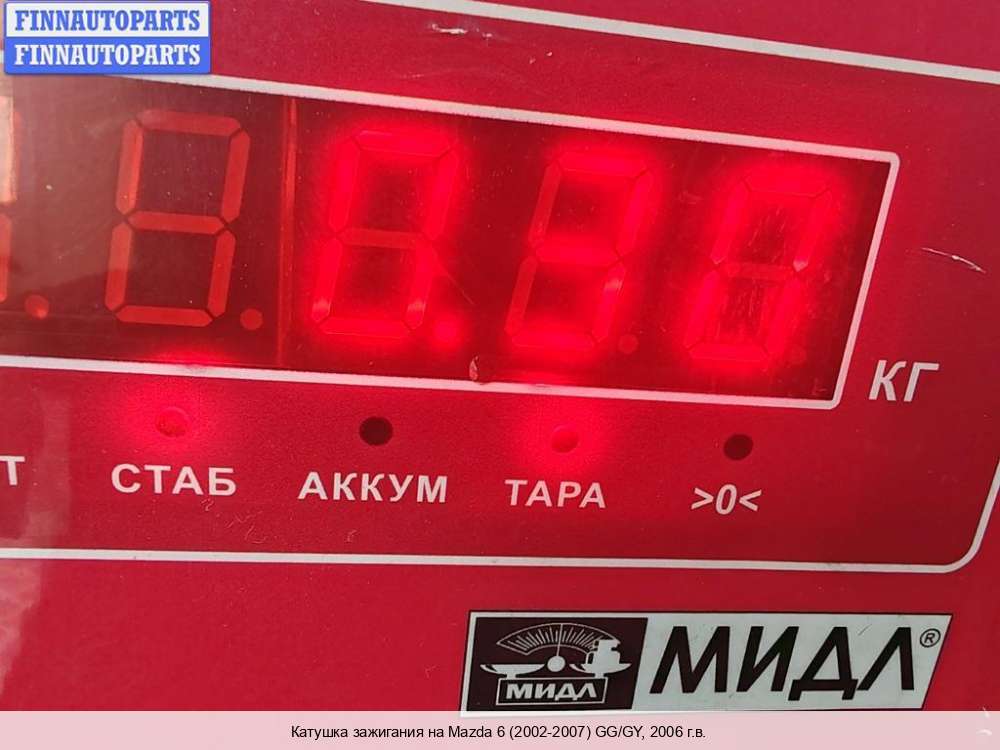 FINNAUTOPARTS
FINNAUTOPARTS
0.30
КГ
Т СТАБ АККУМ ТАРА >0<
МИДЛ МИДЛ®
Катушка зажигания на Mazda 6 (2002-2007) GG/GY, 2006 г.в.